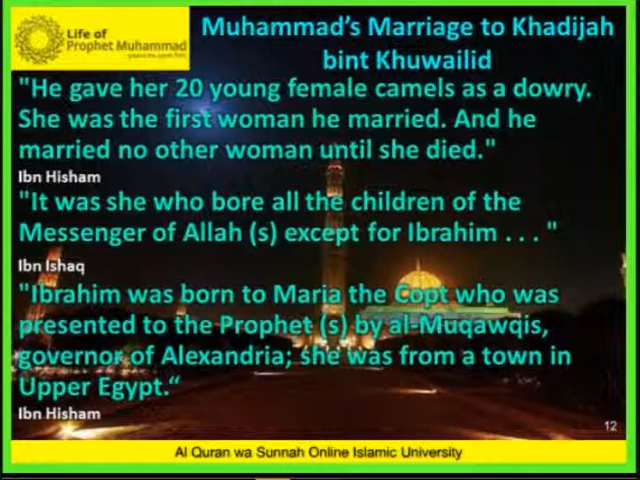 Life of
Prophet Muhammad
Muhammad's Marriage to Khadijah
bint Khuwailid
"He gave her 20 young female camels as a dowry.
She was the first woman he married. And he
married no other woman until she died."
Ibn Hisham
"It was she who bore all the children of the
Messenger of Allah (s) except for Ibrahim . . . "
Ibn Ishaq
"Ibrahim was born to Maria the Copt who was
presented to the Prophet (s) by al-Muqawqis,
governor of Alexandria; she was from a town in
Upper Egypt.“
Ibn Hisham
12
Al Quran wa Sunnah Online Islamic University